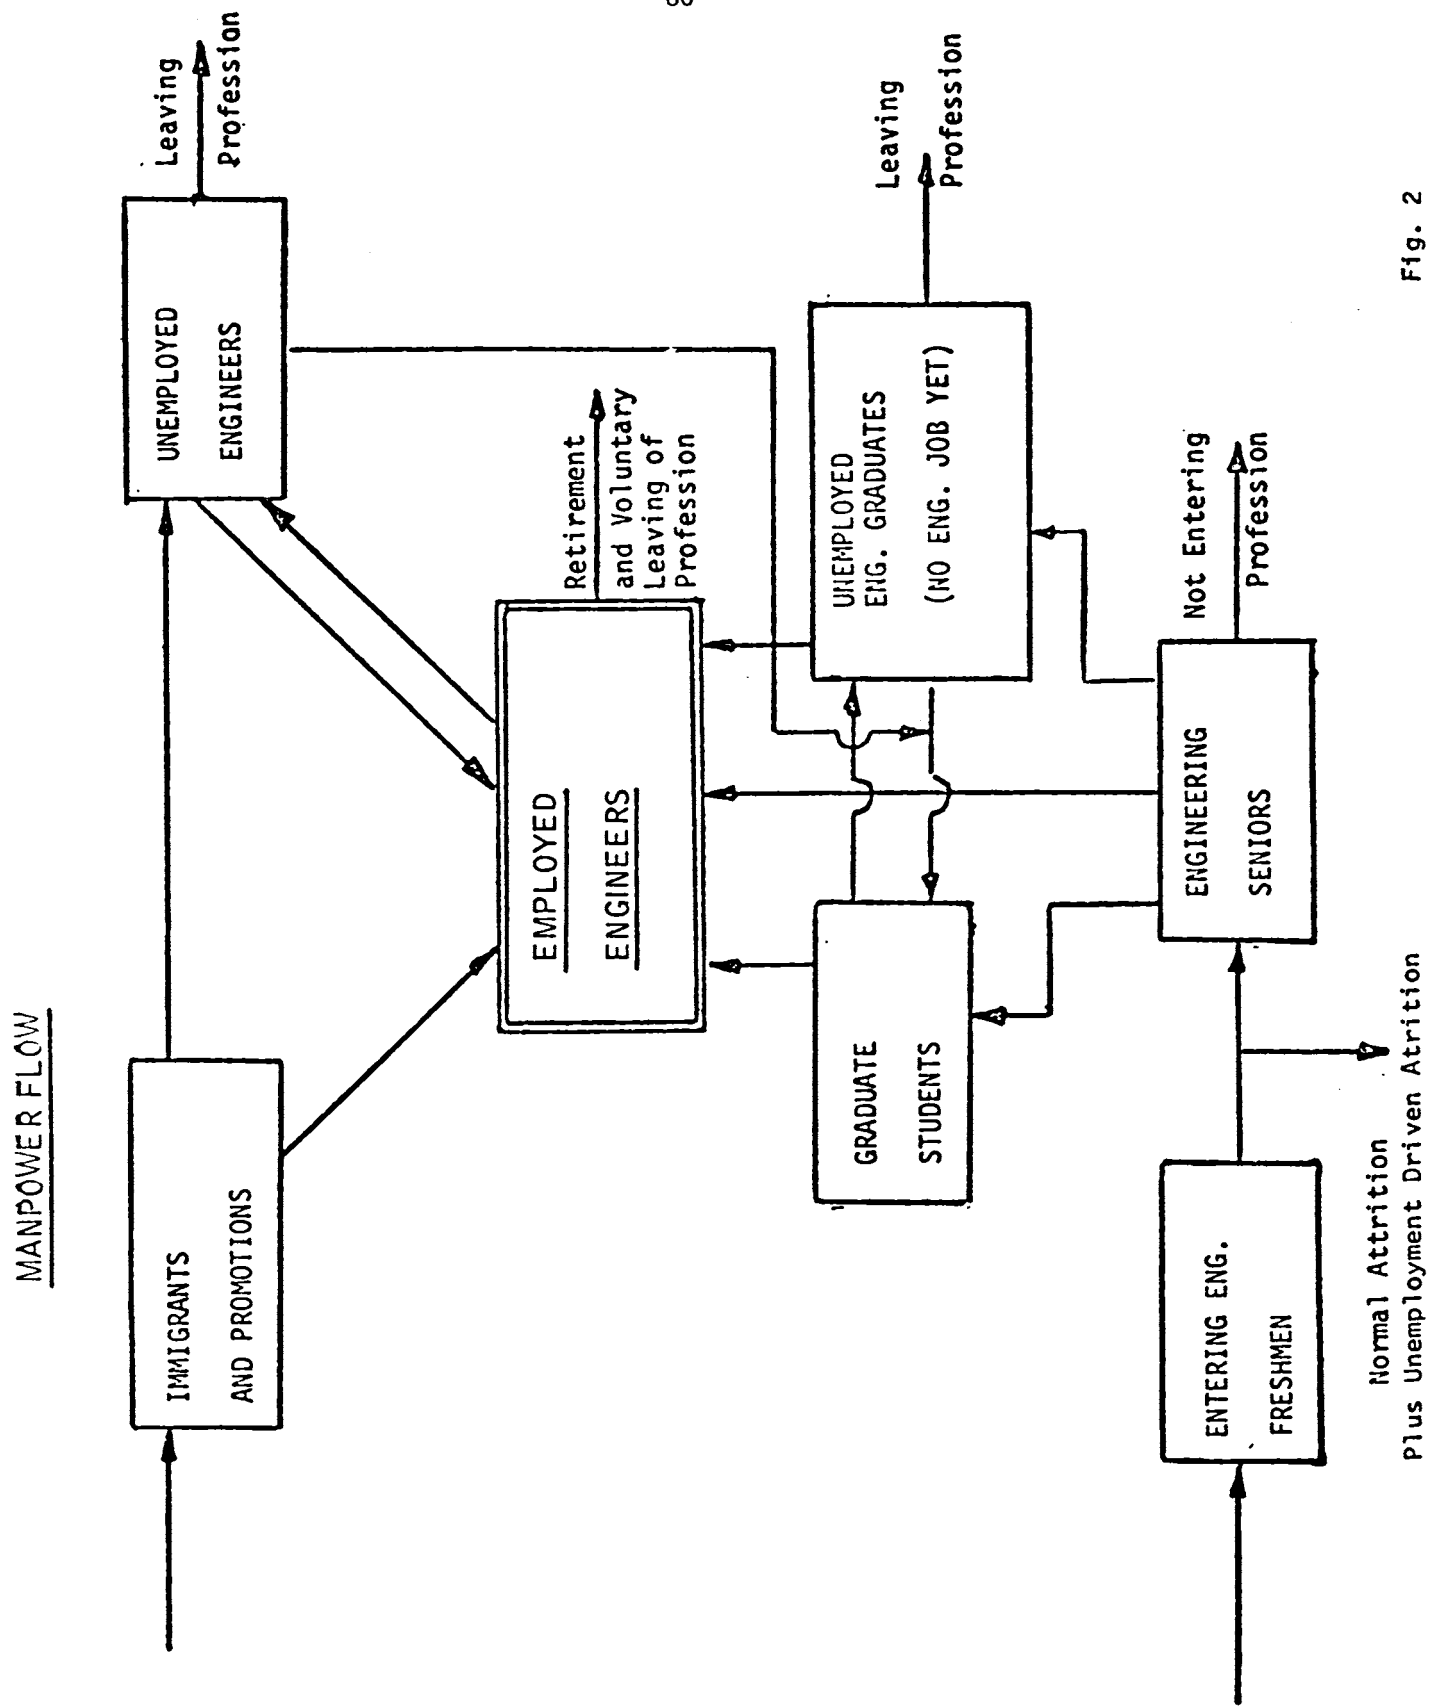 MANPOWER FLOW
IMMIGRANTS
AND PROMOTIONS
UNEMPLOYED
ENGINEERS
Leaving
Profession
EMPLOYED
ENGINEERS
Retirement
and Voluntary
Leaving of
Profession
GRADUATE
STUDENTS
UNEMPLOYED
ENG. GRADUATES
(NO ENG. JOB YET)
Leaving
Profession
ENTERING ENG.
FRESHMEN
ENGINEERING
SENIORS
Not Entering
Profession
Normal Attrition
Plus Unemployment Driven Atrition
Fig. 2